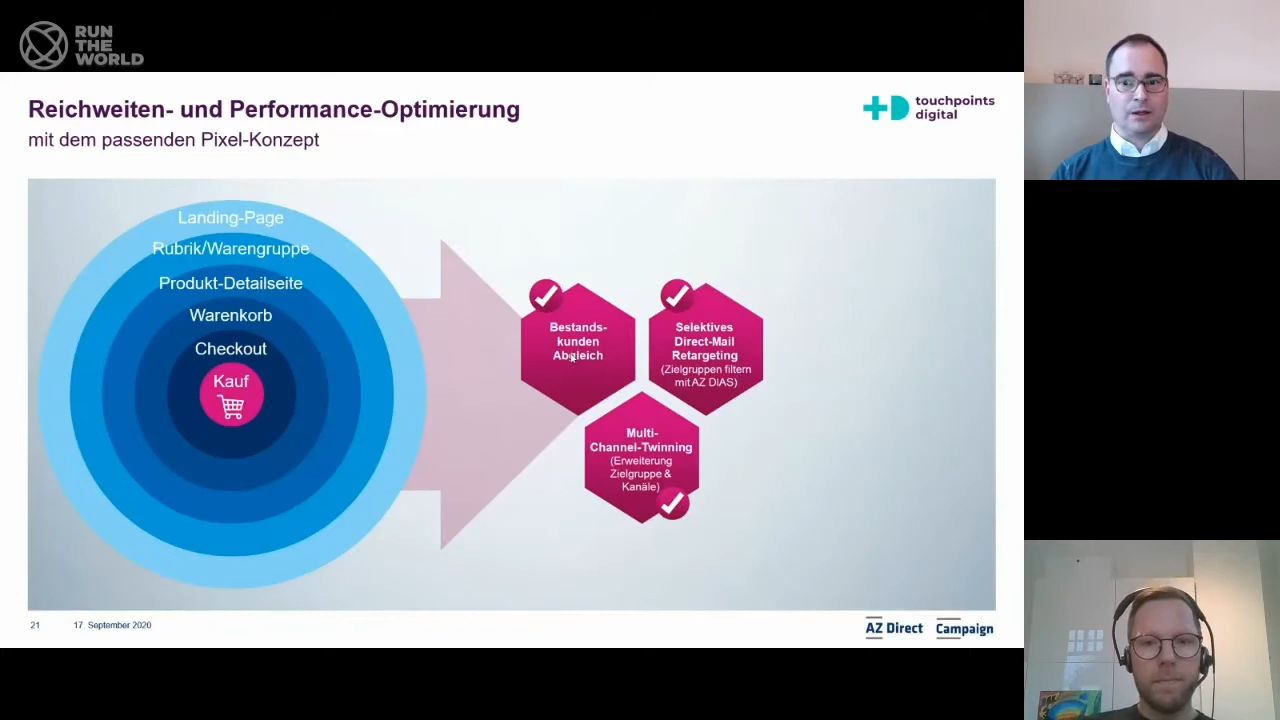 RUN
THE
WORLD
Reichweiten- und Performance-Optimierung
mit dem passenden Pixel-Konzept
touchpoints
digital
Landing-Page
Rubrik/Warengruppe
Produkt-Detailseite
Warenkorb
Checkout
Kauf
Bestands-
kunden
Abgleich
Selektives
Direct-Mail
Retargeting
(Zielgruppen filtern
mit AZ DIAS)
Multi-
Channel-Twinning
(Erweiterung
Zielgruppe &
Kanäle)
21 17. September 2020
AZ Direct Campaign